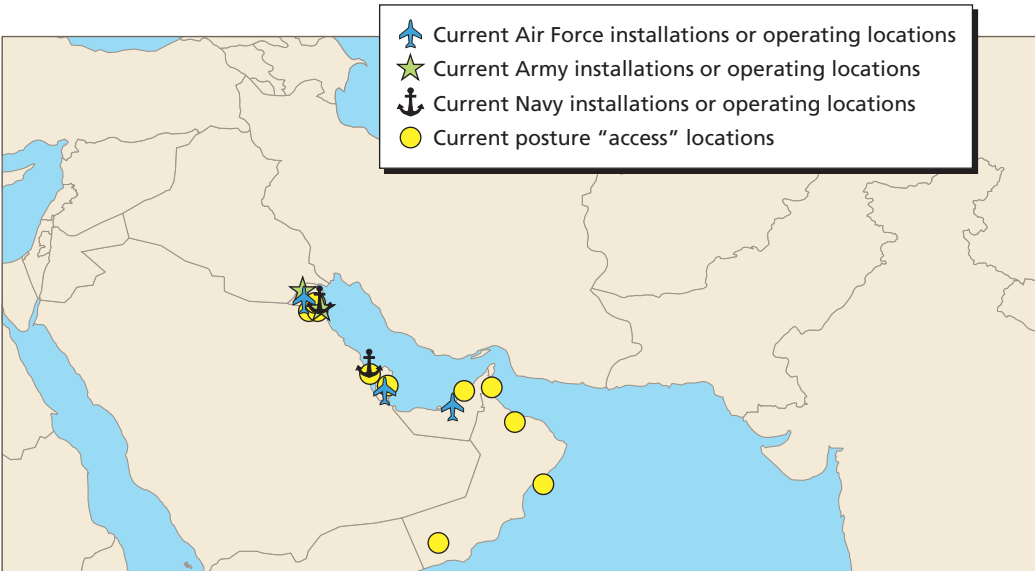 Current Air Force installations or operating locations
Current Army installations or operating locations
Current Navy installations or operating locations
Current posture “access” locations